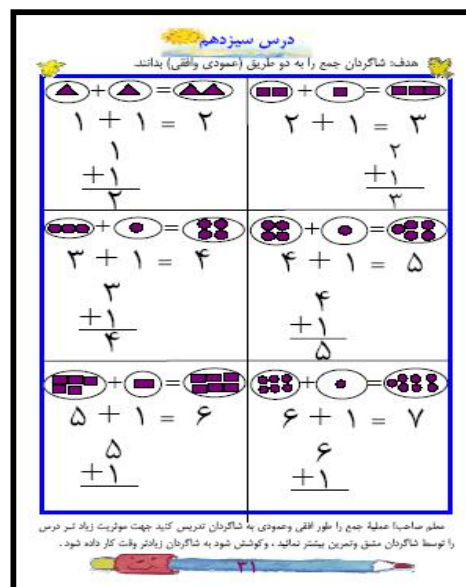 درس سیزدهم
هدف: شاگردان جمع را به دو طریق (عمودی وافقی) بدانند.
+ =
+ =
۱ + ۱ = ۲
۲ + ۱ = ۳
۱
+۱
۲
۲
+۱
۳
+ =
+ =
۳ + ۱ = ۴
۴ + ۱ = ۵
۳
+۱
۴
۴
+۱
۵
+ =
+ =
۵ + ۱ = ۶
۶ + ۱ = ۷
۵
+۱
۶
+۱
معلم صاحب! عملیهٔ جمع را طور افقی وعمودی به شاگردان تدریس کنید جهت موثریت زیاد تـر درس
را توسط شاگردان مشق وتمرین بیشتر نمائید ، وکوشش شود به شاگردان زیادتر وقت کار داده شود .
۳۱